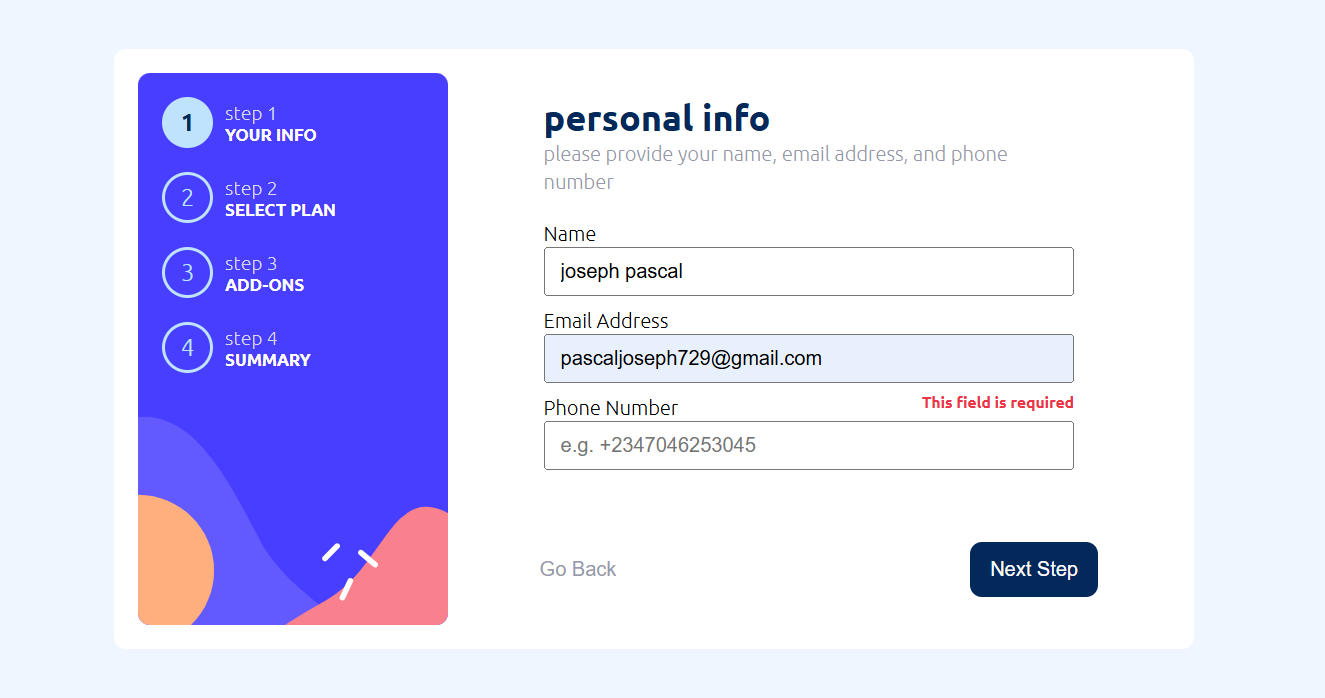 1
step 1
YOUR INFO
2
step 2
SELECT PLAN
3
step 3
ADD-ONS
4
step 4
SUMMARY
personal info
please provide your name, email address, and phone
number
Name
joseph pascal
Email Address
pascaljoseph729@gmail.com
Phone Number
This field is required
e.g. +2347046253045
Go Back
Next Step